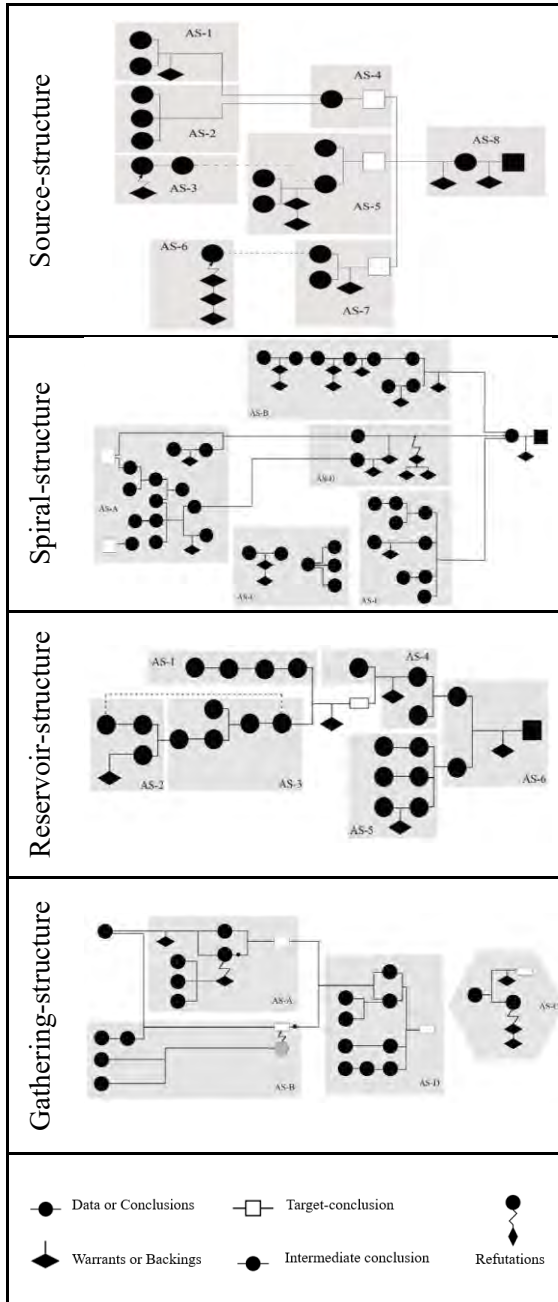 Source-structure
AS-1
AS-2
AS-3
AS-4
AS-5
AS-6
AS-7
AS-8
Spiral-structure
AS-B
AS-A
Reservoir-structure
AS-1
AS-2
AS-3
AS-4
AS-5
AS-6
Gathering-structure
AS-A
AS-B
AS-D
Data or Conclusions
Target-conclusion
Warrants or Backings
Intermediate conclusion
Refutations